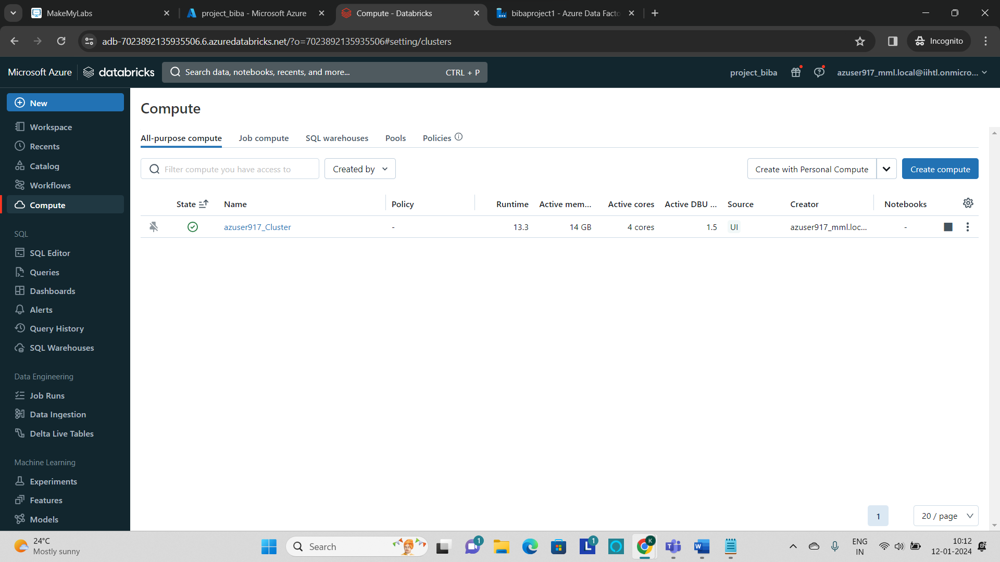 MakeMyLabs
project_biba - Microsoft Azure
Compute - Databricks
bibaproject1 - Azure Data Facto
adb-7023892135935506.6.azuredatabricks.net/?o=7023892135935506#setting/clusters
Incognito
Microsoft Azure
databricks
Search data, notebooks, recents, and more...
CTRL + P
project_biba
azuser917_mml.local@iihtl.onmicro...
New
Workspace
Recents
Catalog
Workflows
Compute
SQL
SQL Editor
Queries
Dashboards
Alerts
Query History
SQL Warehouses
Data Engineering
Job Runs
Data Ingestion
Delta Live Tables
Machine Learning
Experiments
Features
Models
Compute
All-purpose compute
Job compute
SQL warehouses
Pools
Policies
Filter compute you have access to
Created by
Create with Personal Compute
Create compute
State Name Policy Runtime Active mem... Active cores Active DBU ... Source Creator Notebooks
azuser917_Cluster - 13.3 14 GB 4 cores 1.5 UI azuser917_mml.loc... -
1
20 / page
24°C
Mostly sunny
Search
1
L
1
K
W
ENG
IN
10:12
12-01-2024